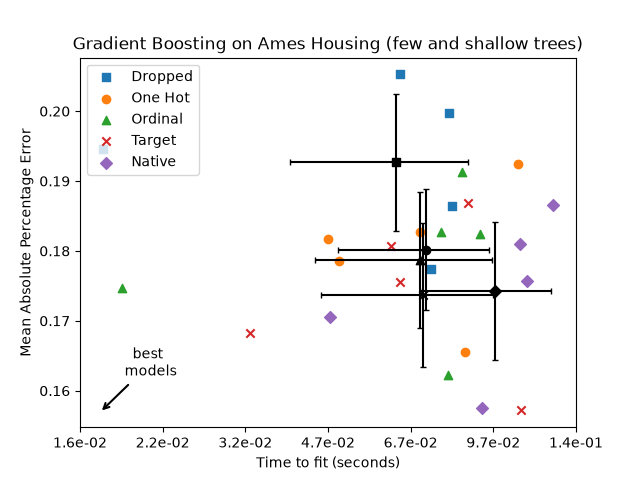 Gradient Boosting on Ames Housing (few and shallow trees)
Dropped
One Hot
Ordinal
Target
Native
Mean Absolute Percentage Error
0.20
0.19
0.18
0.17
0.16
best
models
1.6e-02
2.2e-02
3.2e-02
4.7e-02
6.7e-02
9.7e-02
1.4e-01
Time to fit (seconds)